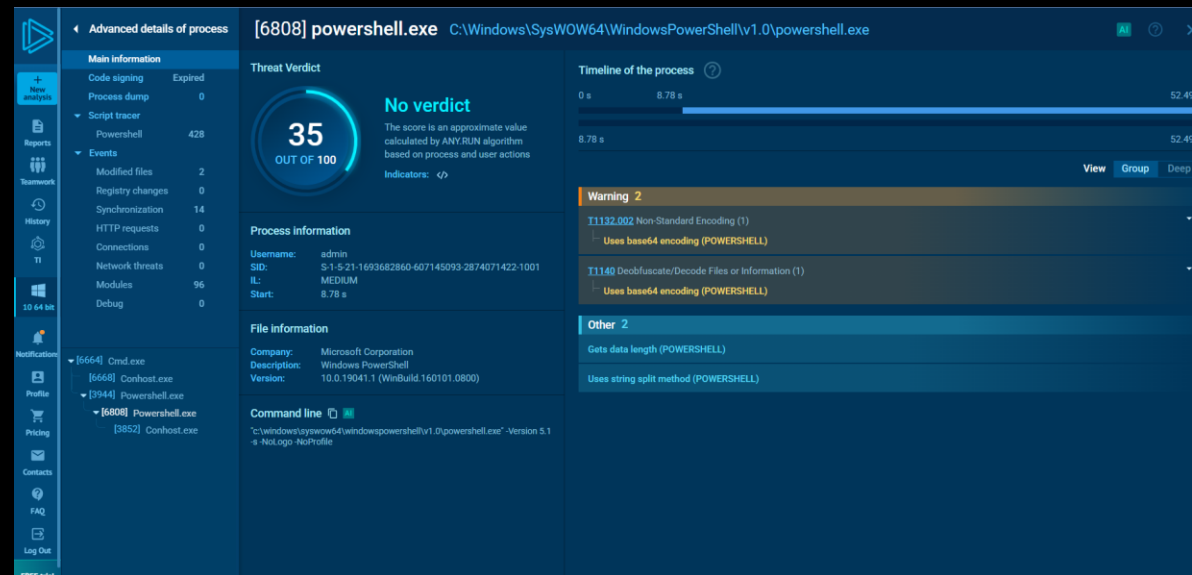 Advanced details of process
[6808] powershell.exe C:\Windows\SysWOW64\WindowsPowerShell\v1.0\powershell.exe
AI
?
+
New analysis
Reports
Teamwork
History
TI
10 64 bit
Notifications
Profile
Pricing
Contacts
FAQ
Log Out
Main information
Code signing Expired
Process dump 0
Script tracer
Powershell 428
Events
Modified files 2
Registry changes 0
Synchronization 14
HTTP requests 0
Connections 0
Network threats 0
Modules 96
Debug 0
[6664] Cmd.exe
[6668] Conhost.exe
[3944] Powershell.exe
[6808] Powershell.exe
[3852] Conhost.exe
Threat Verdict
35
OUT OF 100
No verdict
The score is an approximate value
calculated by ANY.RUN algorithm
based on process and user actions
Indicators: </>
Process information
Username: admin
SID: S-1-5-21-1693682860-607145093-2874071422-1001
IL: MEDIUM
Start: 8.78 s
File information
Company: Microsoft Corporation
Description: Windows PowerShell
Version: 10.0.19041.1 (WinBuild.160101.0800)
Command line AI
"c:\windows\syswow64\windowspowershell\v1.0\powershell.exe" -Version 5.1
-s -NoLogo -NoProfile
Timeline of the process ?
0 s 8.78 s 52.49
8.78 s 52.49
View Group Deep
Warning 2
T1132.002 Non-Standard Encoding (1)
Uses base64 encoding (POWERSHELL)
T1140 Deobfuscate/Decode Files or Information (1)
Uses base64 encoding (POWERSHELL)
Other 2
Gets data length (POWERSHELL)
Uses string split method (POWERSHELL)